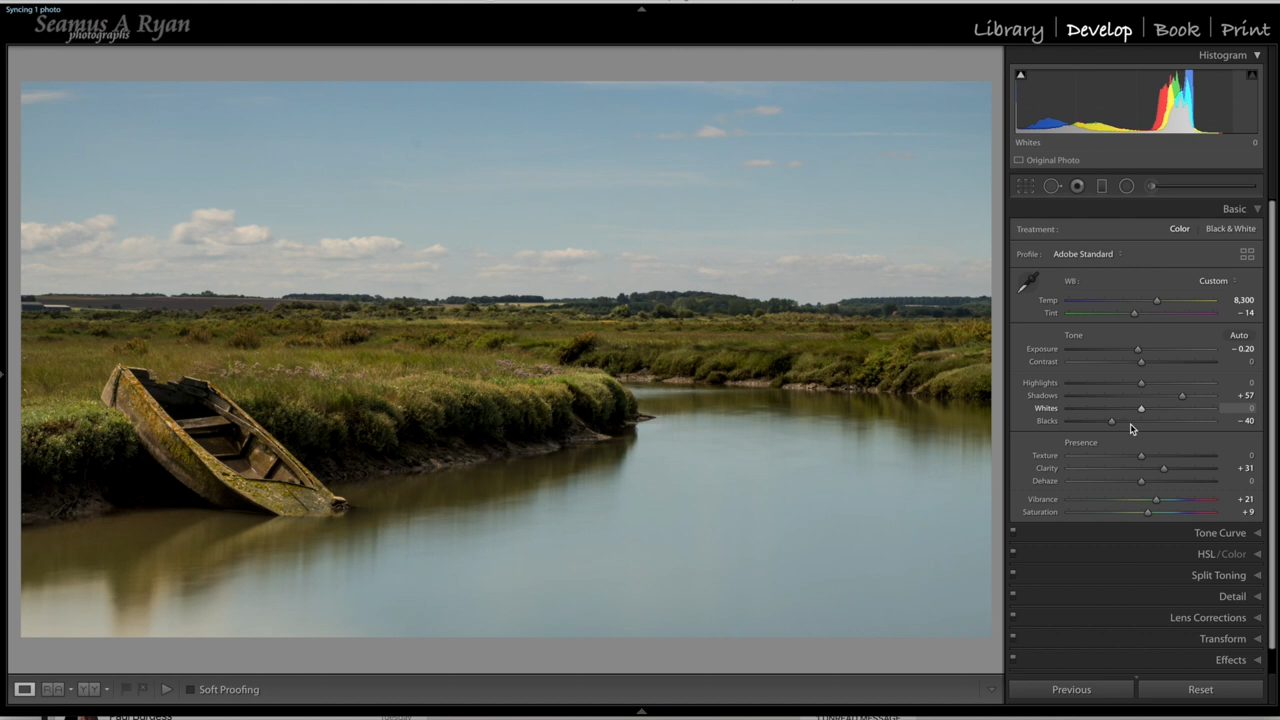 Syncing 1 photo
Seamus A Ryan
photographs
Library | Develop | Book | Print
Histogram
Whites 0
Original Photo
Basic
Treatment : Color Black & White
Profile : Adobe Standard
WB : Custom
Temp 8,300
Tint − 14
Tone Auto
Exposure − 0.20
Contrast 0
Highlights 0
Shadows + 57
Whites 0
Blacks − 40
Presence
Texture 0
Clarity + 31
Dehaze 0
Vibrance + 21
Saturation + 9
Tone Curve
HSL / Color
Split Toning
Detail
Lens Corrections
Transform
Effects
Soft Proofing
Previous Reset